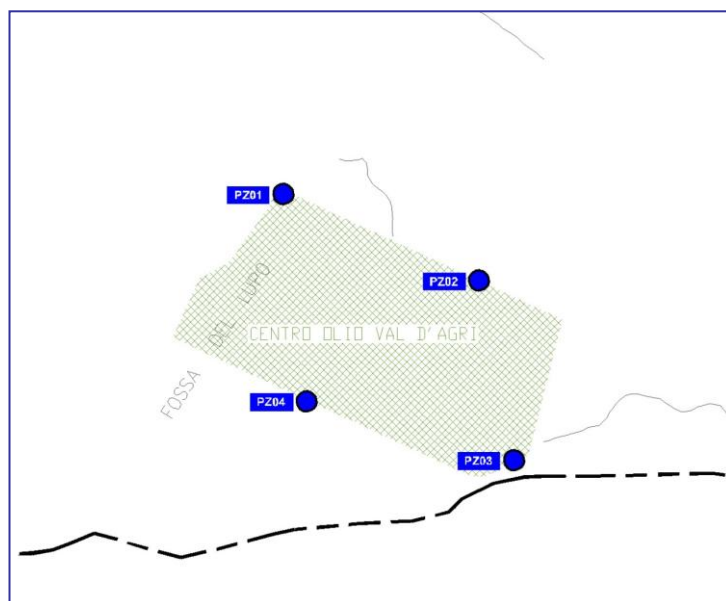 PZ01
PZ02
FOSSA DEL LUPO
CENTRO OLIO VAL D'AGRI
PZ04
PZ03